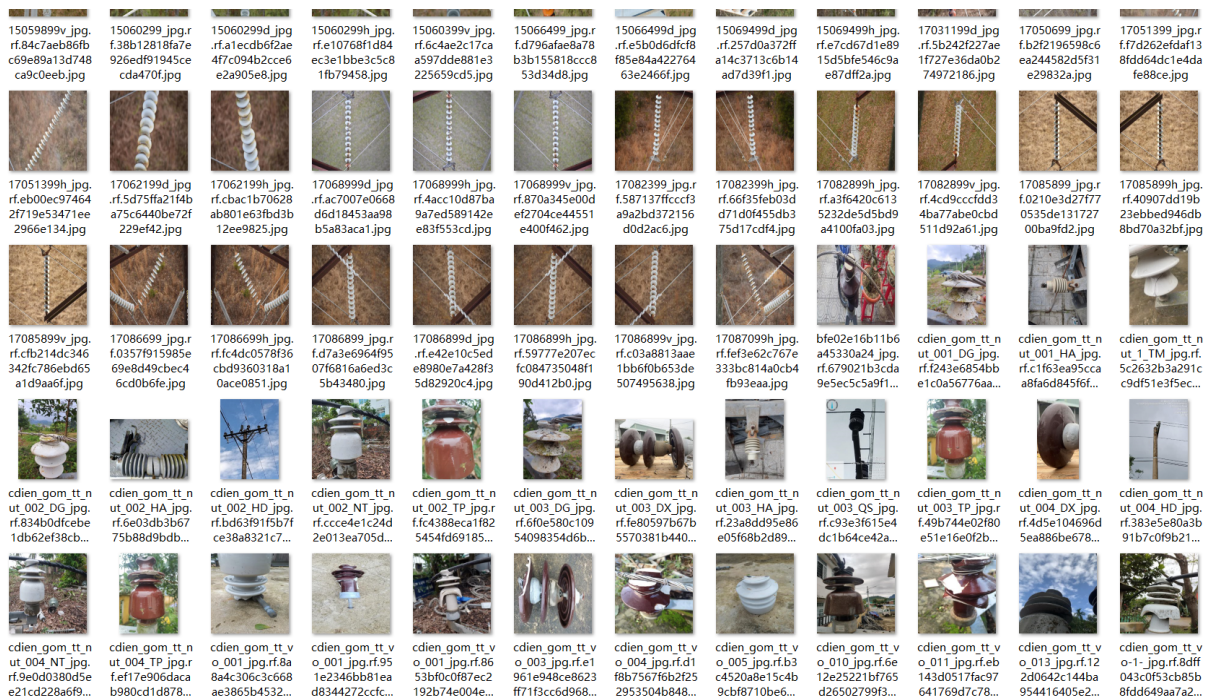 15059899v_jpg
.rf.84c7aeb86fb
c69e89a13d748
ca9c0eeb.jpg
15060299_jpg.r
f.38b12818fa7e
926edf91945ce
cda470f.jpg
15060299d_jpg
.rf.a1ecdb6f2ae
4f7c094b2cce6
e2a905e8.jpg
15060299h_jpg
.rf.e10768f1d84
ec3e1bbe3c5c8
1fb79458.jpg
15060399v_jpg
.rf.6c4ae2c17ca
a597dde881e3
225659cd5.jpg
15066499_jpg.r
f.d796afae8a78
b3b155818ccc8
53d34d8.jpg
15066499d_jpg
.rf.e5b0d6dfcf8
f85e84a422764
63e2466f.jpg
15069499d_jpg
.rf.257d0a372ff
a14c3713c6b14
ad7d39f1.jpg
15069499h_jpg
.rf.e7cd67d1e89
15d5bfe546c9a
e87dff2a.jpg
17031199d_jpg
.rf.5b242f227ae
1f727e36da0b2
74972186.jpg
17050699_jpg.r
f.b2f2196598c6
ea244582d5f31
e29832a.jpg
17051399_jpg.r
f.f7d262efdaf13
8fdd64dc1e4da
fe88ce.jpg
17051399h_jpg.
rf.eb00ec97464
2f719e53471ee
2966e134.jpg
17062199d_jpg
.rf.5d75ffa21f4b
a75c6440be72f
229ef42.jpg
17062199h_jpg.
rf.cbac1b70628
ab801e63fbd3b
12ee9825.jpg
17068999d_jpg
.rf.ac7007e0668
d6d18453aa98
b5a83aca1.jpg
17068999h_jpg.
rf.4acc10d87ba
9a7ed589142e
e83f553cd.jpg
17068999v_jpg.
rf.870a345e00d
ef2704ce44551
e400f462.jpg
17082399_jpg.r
f.587137ffcccf3
a9a2bd372156
d0d2ac6.jpg
17082399h_jpg.
rf.66f35feb03d
d71d0f455db3
75d17cdf4.jpg
17082899h_jpg.
rf.a3f6420c613
5232de5d5bd9
a4100fa03.jpg
17082899v_jpg.
rf.4cd9cccfdd3
4ba77abe0cbd
511d92a61.jpg
17085899_jpg.r
f.0210e3d27f77
0535de131727
00ba9fd2.jpg
17085899h_jpg.
rf.40907dd19b
23ebbed946db
8bd70a32bf.jpg
17085899v_jpg.
rf.cfb214dc346
342fc786ebd65
a1d9aa6f.jpg
17086699_jpg.r
f.0357f915985e
69e8d49cbec4
6cd0b6fe.jpg
17086699h_jpg.
rf.fc4dc0578f36
cbd9360318a1
0ace0851.jpg
17086899_jpg.r
f.d7a3e6964f95
07f6816a6ed3c
5b43480.jpg
17086899d_jpg
.rf.e42e10c5ed
ee8980e7a428f3
5d82920c4.jpg
17086899h_jpg.
rf.59777e207ec
fc084735048f1
90d412b0.jpg
17086899v_jpg.
rf.c03a8813aae
1bb6f0b653de
507495638.jpg
17087099h_jpg.
rf.fef3e62c767e
333bc814a0cb4
fb93eaa.jpg
bfe02e16b11b6
a45330a24_jpg.
rf.679021b3cda
9e5ec5c5a9f1...
cdien_gom_tt_n
ut_001_DG_jpg.
rf.f243e6854bb
e1c0a56776aa...
cdien_gom_tt_n
ut_001_HA_jpg.
rf.c1f63ea95cca
a8fa6d845f6f...
cdien_gom_tt_n
ut_1_TM_jpg.rf.
5c2632b3a291c
c9df51e3f5ec...
cdien_gom_tt_n
ut_002_DG_jpg.
rf.834b0dfcebe
1db62ef38cb...
cdien_gom_tt_n
ut_002_HA_jpg.
rf.6e03db3b67
75b88d9bdb...
cdien_gom_tt_n
ut_002_HD_jpg.
rf.bd63f91f5b7f
ce38a8321c7...
cdien_gom_tt_n
ut_002_NT_jpg.
rf.ccce4e1c24d
2e013ea705d...
cdien_gom_tt_n
ut_002_TP_jpg.r
f.fc4388eca1f82
5454fd69185...
cdien_gom_tt_n
ut_003_DG_jpg.
rf.6f0e580c109
54098354d6b...
cdien_gom_tt_n
ut_003_DX_jpg.
rf.fe80597b67b
5570381b440...
cdien_gom_tt_n
ut_003_HA_jpg.
rf.23a8dd95e86
e05f68b2d89...
cdien_gom_tt_n
ut_003_QS_jpg.
rf.c93e3f615e4
dc1b64ce42a...
cdien_gom_tt_n
ut_003_TP_jpg.r
f.49b744e02f80
e51e16e0f2b...
cdien_gom_tt_n
ut_004_DX_jpg.
rf.4d5e104696d
5ea886be678...
cdien_gom_tt_n
ut_004_HD_jpg.
rf.383e5e80a3b
91b7c0f9b21...
cdien_gom_tt_n
ut_004_NT_jpg.
rf.9e0d0380d5e
e21cd228a6f9...
cdien_gom_tt_n
ut_004_TP_jpg.r
f.ef17e906daca
b980cd1d878...
cdien_gom_tt_v
o_001_jpg.rf.8a
8a4c306c3c668
ae3865b4532...
cdien_gom_tt_v
o_001_jpg.rf.95
1e2346bb81ea
d8344272ccfc...
cdien_gom_tt_v
o_001_jpg.rf.86
53bf0c0f87ec2
192b74e004e...
cdien_gom_tt_v
o_003_jpg.rf.e1
961e948ce8623
ff71f3cc6d968...
cdien_gom_tt_v
o_004_jpg.rf.d1
f8b7567f6b2f25
2953504b848...
cdien_gom_tt_v
o_005_jpg.rf.b3
c4520a8e15c4b
9cbf8710be6...
cdien_gom_tt_v
o_010_jpg.rf.6e
12e25221bf765
d26502799f3...
cdien_gom_tt_v
o_011_jpg.rf.eb
143d0517fac97
641769d7c78...
cdien_gom_tt_v
o_013_jpg.rf.12
2d0642c144ba
954416405e2...
cdien_gom_tt_v
o-1-_jpg.rf.8dff
043c0f53cb85b
8fdd649aa7a2...